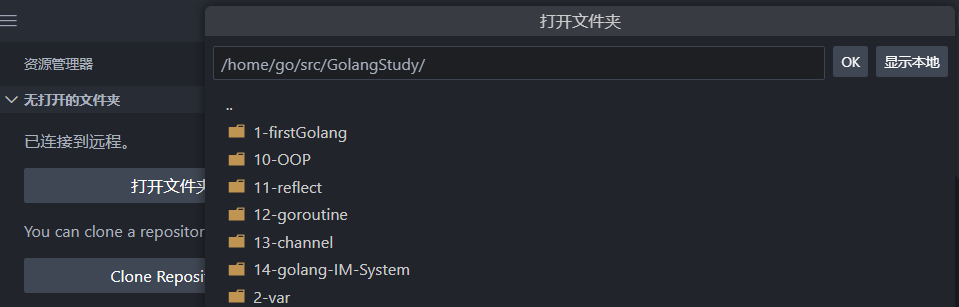 打开文件夹
/home/go/src/GolangStudy/
OK
显示本地
资源管理器
无打开的文件夹
已连接到远程。
打开文件夹
You can clone a repositor
Clone Reposit
..
1-firstGolang
10-OOP
11-reflect
12-goroutine
13-channel
14-golang-IM-System
2-var